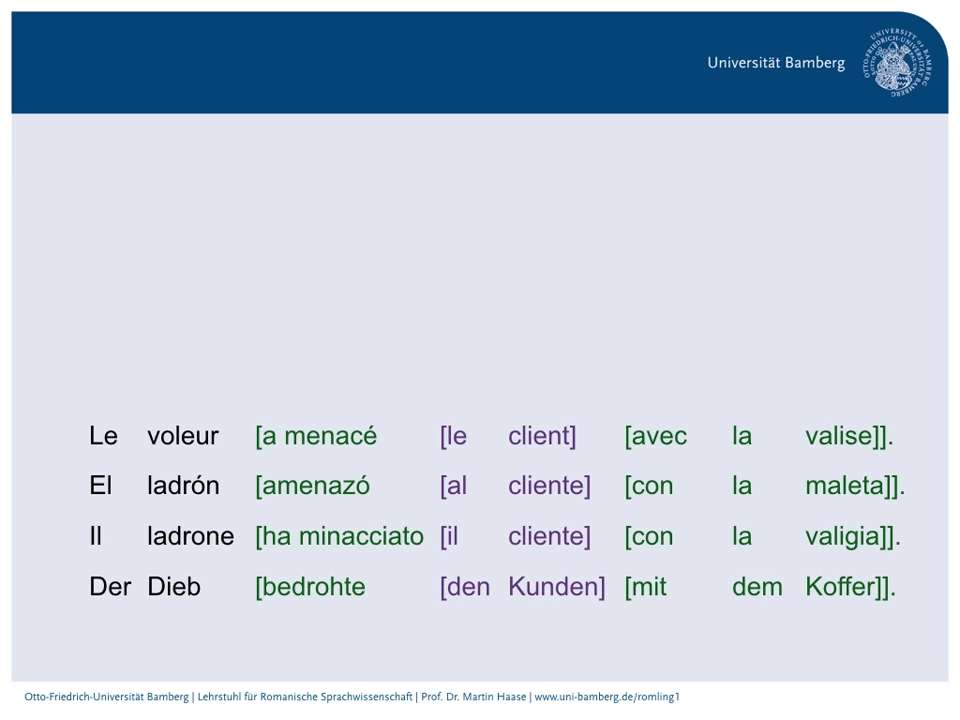 Universität Bamberg
Le voleur [a menacé [le client] [avec la valise]].
El ladrón [amenazó [al cliente] [con la maleta]].
Il ladrone [ha minacciato [il cliente] [con la valigia]].
Der Dieb [bedrohte [den Kunden] [mit dem Koffer]].
Otto-Friedrich-Universität Bamberg | Lehrstuhl für Romanische Sprachwissenschaft | Prof. Dr. Martin Haase | www.uni-bamberg.de/romling1